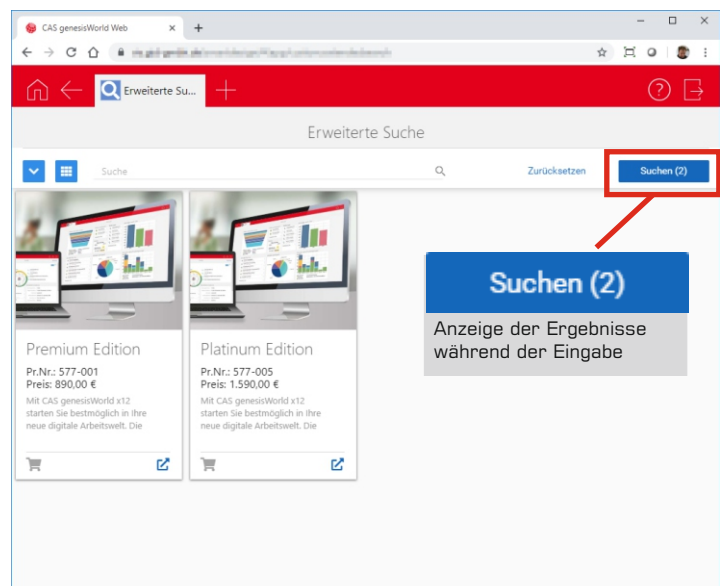 CAS genesisWorld Web
Erweiterte Su...
Erweiterte Suche
Suche
Zurücksetzen
Suchen (2)
Suchen (2)
Anzeige der Ergebnisse
während der Eingabe
Premium Edition
Pr.Nr.: 577-001
Preis: 890,00 €
Mit CAS genesisWorld x12
starten Sie bestmöglich in Ihre
neue digitale Arbeitswelt. Die
Platinum Edition
Pr.Nr.: 577-005
Preis: 1.590,00 €
Mit CAS genesisWorld x12
starten Sie bestmöglich in Ihre
neue digitale Arbeitswelt. Die